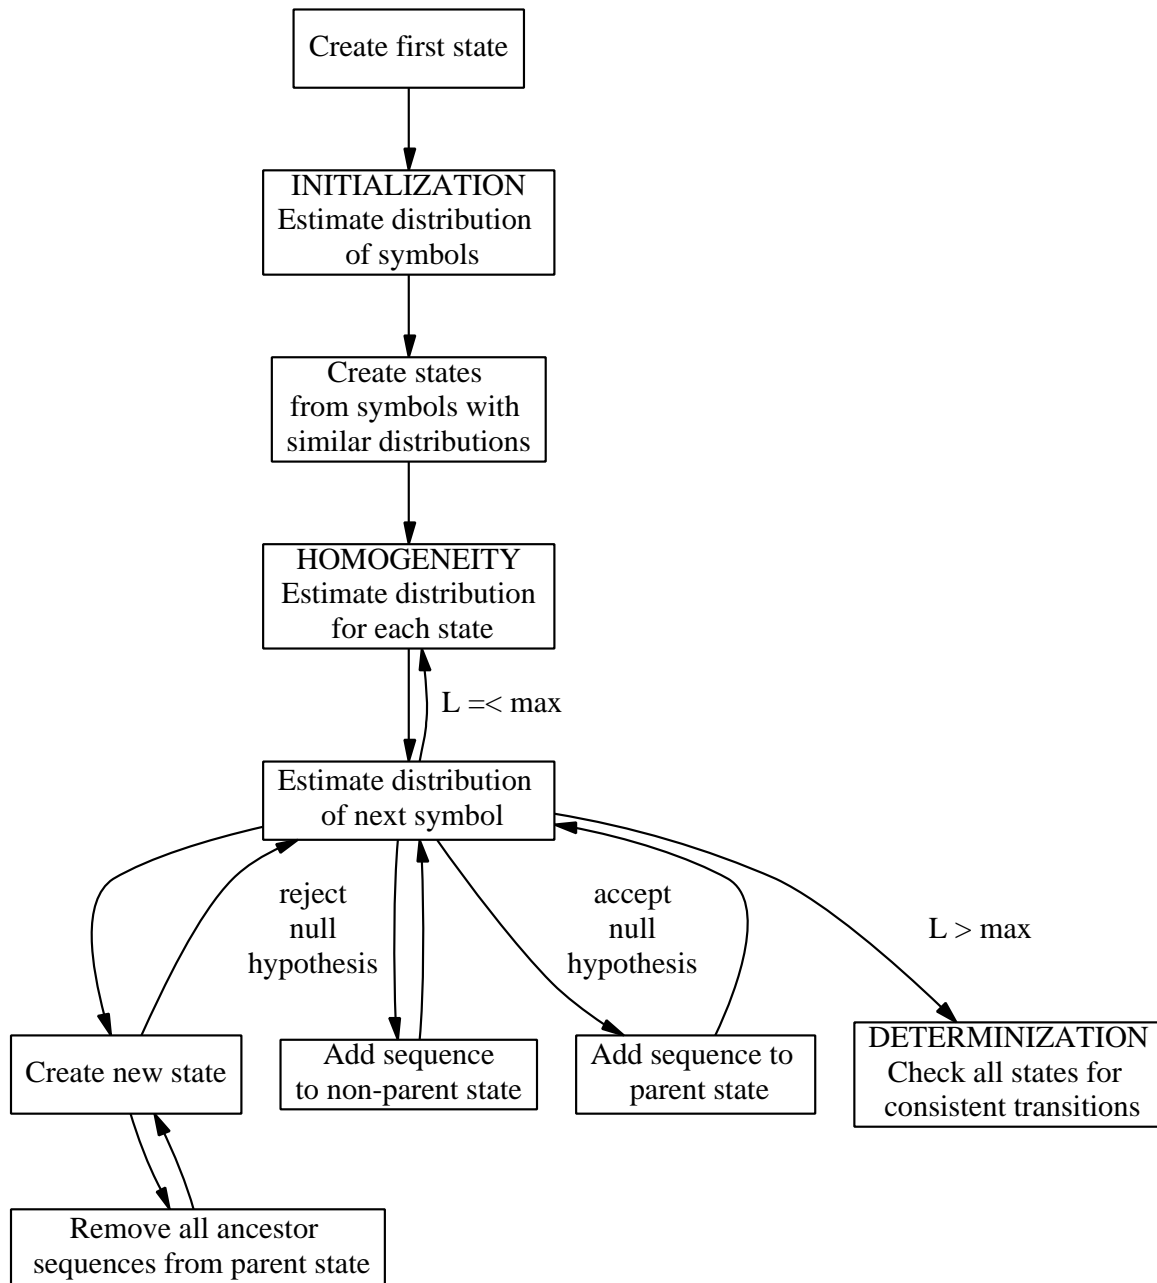 Create first state
INITIALIZATION
Estimate distribution
of symbols
Create states
from symbols with
similar distributions
HOMOGENEITY
Estimate distribution
for each state
L =< max
Estimate distribution
of next symbol
reject
null
hypothesis
accept
null
hypothesis
L > max
Create new state
Add sequence
to non-parent state
Add sequence to
parent state
DETERMINIZATION
Check all states for
consistent transitions
Remove all ancestor
sequences from parent state